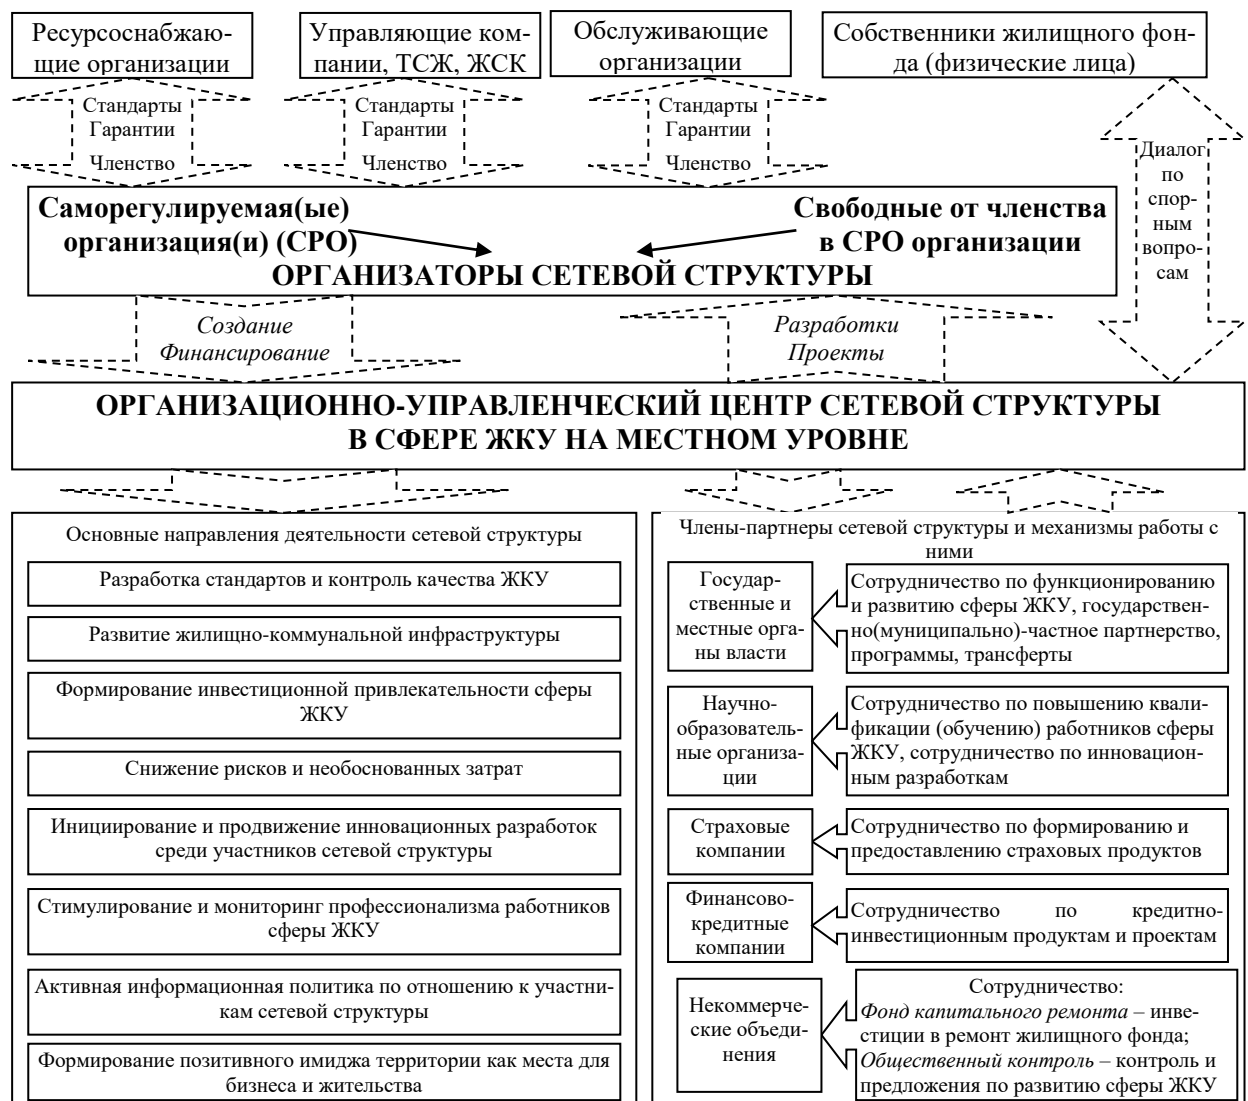 Ресурсоснабжаю-
щие организации
Управляющие ком-
пании, ТСЖ, ЖСК
Обслуживающие
организации
Собственники жилищного фон-
да (физические лица)
Стандарты
Гарантии
Членство
Стандарты
Гарантии
Членство
Стандарты
Гарантии
Членство
Диалог
по
спор-
ным
вопро-
сам
Саморегулируемая(ые)
организация(и) (СРО)
Свободные от членства
в СРО организации
ОРГАНИЗАТОРЫ СЕТЕВОЙ СТРУКТУРЫ
Создание
Финансирование
Разработки
Проекты
ОРГАНИЗАЦИОННО-УПРАВЛЕНЧЕСКИЙ ЦЕНТР СЕТЕВОЙ СТРУКТУРЫ
В СФЕРЕ ЖКУ НА МЕСТНОМ УРОВНЕ
Основные направления деятельности сетевой структуры
Разработка стандартов и контроль качества ЖКУ
Развитие жилищно-коммунальной инфраструктуры
Формирование инвестиционной привлекательности сферы
ЖКУ
Снижение рисков и необоснованных затрат
Инициирование и продвижение инновационных разработок
среди участников сетевой структуры
Стимулирование и мониторинг профессионализма работников
сферы ЖКУ
Активная информационная политика по отношению к участни-
кам сетевой структуры
Формирование позитивного имиджа территории как места для
бизнеса и жительства
Члены-партнеры сетевой структуры и механизмы работы с
ними
Государ-
ственные и
местные орга-
ны власти
Сотрудничество по функционированию
и развитию сферы ЖКУ, государствен-
но(муниципально)-частное партнерство,
программы, трансферты
Научно-
образователь-
ные организа-
ции
Сотрудничество по повышению квали-
фикации (обучению) работников сферы
ЖКУ, сотрудничество по инновацион-
ным разработкам
Страховые
компании
Сотрудничество по формированию и
предоставлению страховых продуктов
Финансово-
кредитные
компании
Сотрудничество по кредитно-
инвестиционным продуктам и проектам
Некоммерче-
ские объеди-
нения
Сотрудничество:
Фонд капитального ремонта – инве-
стиции в ремонт жилищного фонда;
Общественный контроль – контроль и
предложения по развитию сферы ЖКУ